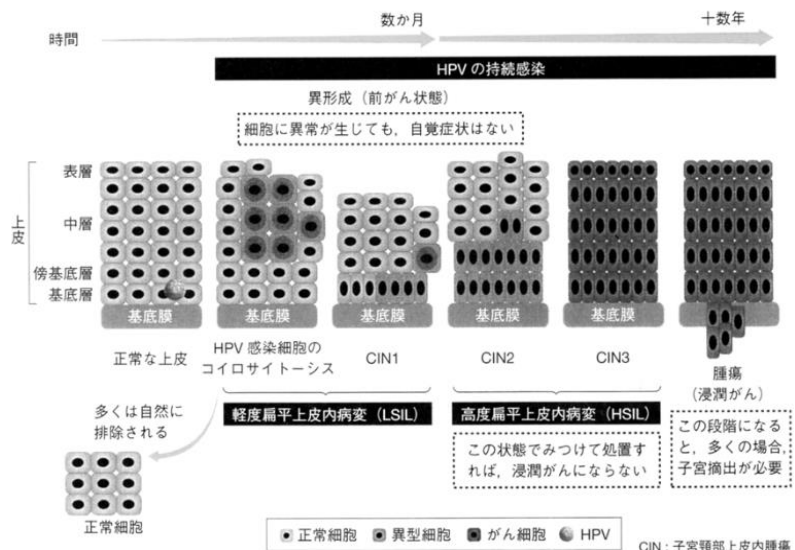 時間
数か月
十数年
HPVの持続感染
異形成（前がん状態）
細胞に異常が生じても，自覚症状はない
上皮
表層
中層
傍基底層
基底層
基底膜
基底膜
基底膜
基底膜
基底膜
正常な上皮
HPV感染細胞の
コイロサイトーシス
CIN1
CIN2
CIN3
腫瘍
（浸潤がん）
多くは自然に
排除される
軽度扁平上皮内病変（LSIL）
高度扁平上皮内病変（HSIL）
この状態でみつけて処置す
れば，浸潤がんにならない
この段階になる
と，多くの場合，
子宮摘出が必要
正常細胞
正常細胞
異型細胞
がん細胞
HPV
CIN：子宮頸部上皮内腫瘍